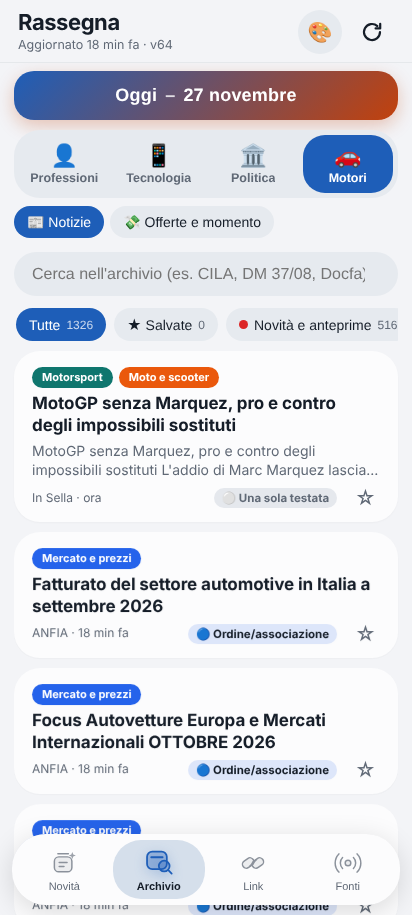 Rassegna
Aggiornato 18 min fa · v64
Oggi – 27 novembre
Professioni
Tecnologia
Politica
Motori
Notizie
Offerte e momento
Cerca nell'archivio (es. CILA, DM 37/08, Docfa)
Tutte 1326
★ Salvate 0
Novità e anteprime 516
Motorsport
Moto e scooter
MotoGP senza Marquez, pro e contro
degli impossibili sostituti
MotoGP senza Marquez, pro e contro degli
impossibili sostituti L'addio di Marc Marquez lascia...
In Sella · ora
Una sola testata
Mercato e prezzi
Fatturato del settore automotive in Italia a
settembre 2026
ANFIA · 18 min fa
Ordine/associazione
Mercato e prezzi
Focus Autovetture Europa e Mercati
Internazionali OTTOBRE 2026
ANFIA · 18 min fa
Ordine/associazione
Mercato e prezzi
Novità
Archivio
Link
Fonti